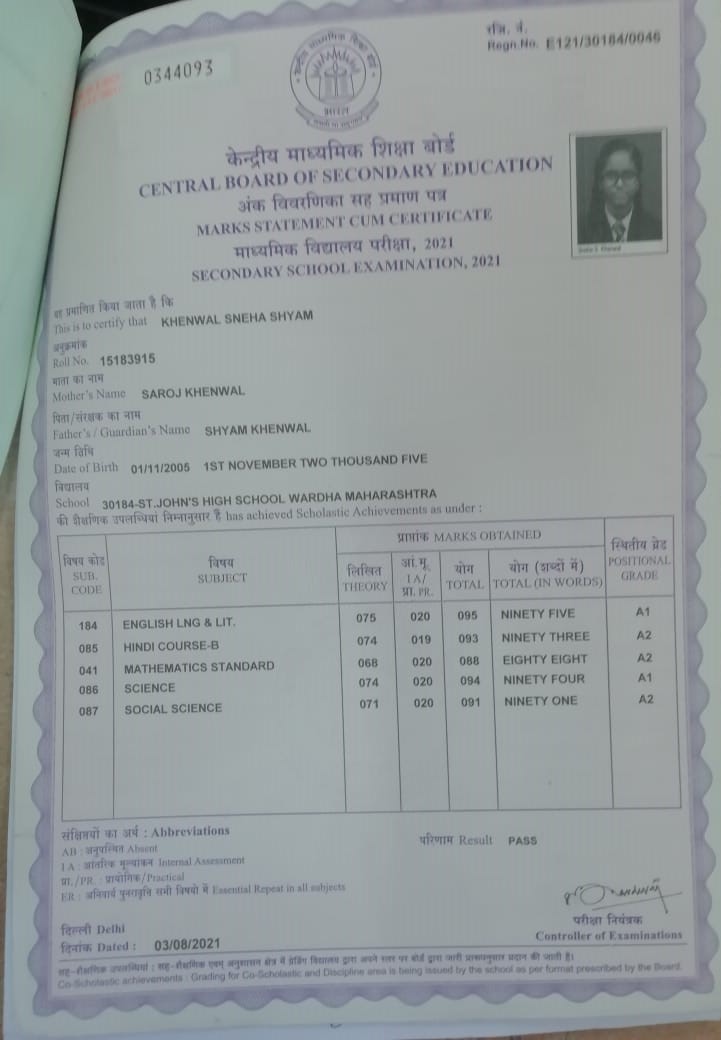 0344093
रजि. नं.
Regn.No. E121/30184/0046
भारत
केन्द्रीय माध्यमिक शिक्षा बोर्ड
CENTRAL BOARD OF SECONDARY EDUCATION
अंक विवरणिका सह प्रमाण पत्र
MARKS STATEMENT CUM CERTIFICATE
माध्यमिक विद्यालय परीक्षा, 2021
SECONDARY SCHOOL EXAMINATION, 2021
यह प्रमाणित किया जाता है कि
This is to certify that KHENWAL SNEHA SHYAM
अनुक्रमांक
Roll No. 15183915
माता का नाम
Mother's Name SAROJ KHENWAL
पिता/संरक्षक का नाम
Father's / Guardian's Name SHYAM KHENWAL
जन्म तिथि
Date of Birth 01/11/2005 1ST NOVEMBER TWO THOUSAND FIVE
विद्यालय
School 30184-ST.JOHN'S HIGH SCHOOL WARDHA MAHARASHTRA
की शैक्षणिक उपलब्धियां निम्नानुसार हैं has achieved Scholastic Achievements as under :
विषय कोड SUB. CODE विषय SUBJECT प्राप्तांक MARKS OBTAINED स्थितीय ग्रेड POSITIONAL GRADE
लिखित THEORY आं.मू. I A/ प्रा. PR. योग TOTAL योग (शब्दों में) TOTAL (IN WORDS)
184 ENGLISH LNG & LIT. 075 020 095 NINETY FIVE A1
085 HINDI COURSE-B 074 019 093 NINETY THREE A2
041 MATHEMATICS STANDARD 068 020 088 EIGHTY EIGHT A2
086 SCIENCE 074 020 094 NINETY FOUR A1
087 SOCIAL SCIENCE 071 020 091 NINETY ONE A2
संक्षिप्तियों का अर्थ : Abbreviations
AB : अनुपस्थित Absent
I A : आंतरिक मूल्यांकन Internal Assessment
प्रा./PR. : प्रायोगिक/Practical
ER : अनिवार्य पुनरावृत्ति सभी विषयों में Essential Repeat in all subjects
परिणाम Result PASS
दिल्ली Delhi
दिनांक Dated : 03/08/2021
परीक्षा नियंत्रक
Controller of Examinations
सह-शैक्षणिक उपलब्धियां : सह-शैक्षणिक एवम् अनुशासन क्षेत्र में ग्रेडिंग विद्यालय द्वारा अपने स्तर पर बोर्ड द्वारा जारी प्रारूपानुसार प्रदान की जाती है।
Co-Scholastic achievements : Grading for Co-Scholastic and Discipline area is being issued by the school as per format prescribed by the Board.